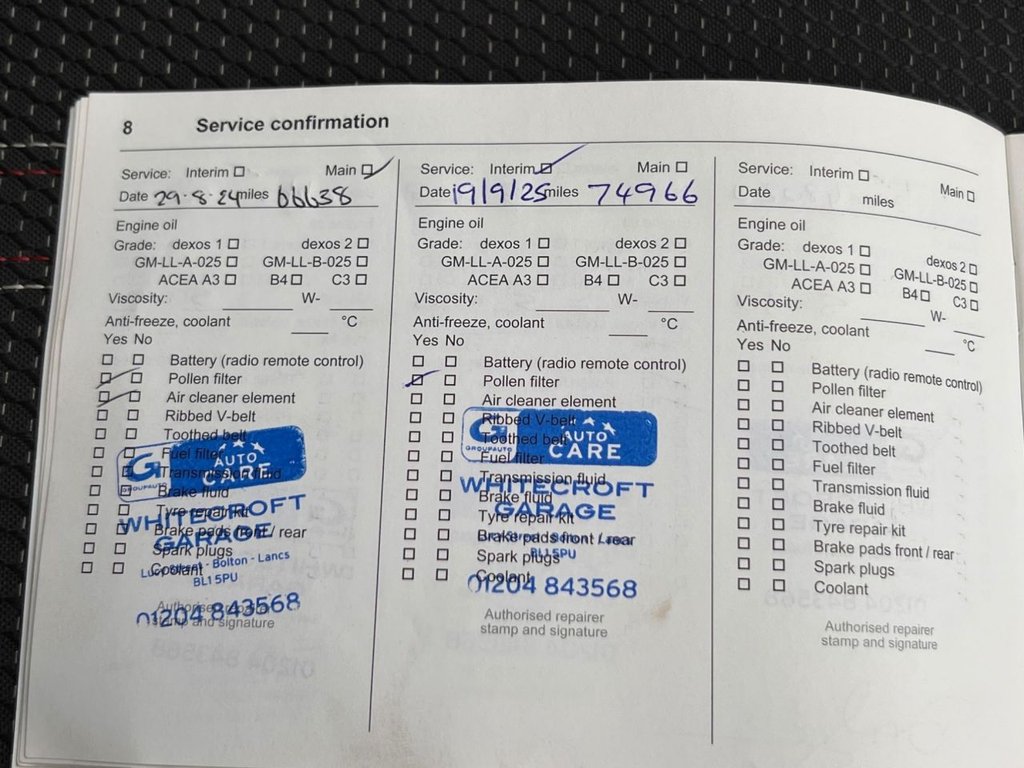 8 Service confirmation
Service: Interim Main
Date 29·8·24 miles 66638
Engine oil
Grade: dexos 1 dexos 2
GM-LL-A-025 GM-LL-B-025
ACEA A3 B4 C3
Viscosity: W-
Anti-freeze, coolant °C
Yes No
Battery (radio remote control)
Pollen filter
Air cleaner element
Ribbed V-belt
Toothed belt
Fuel filter
Transmission fluid
Brake fluid
Tyre repair kit
Brake pads front / rear
Spark plugs
Coolant
G
GROUPAUTO
AUTO
CARE
WHITECROFT
GARAGE
Street - Bolton - Lancs
BL1 5PU
01204 843568
Authorised repairer
stamp and signature
Service: Interim Main
Date 19/9/25 miles 74966
Engine oil
Grade: dexos 1 dexos 2
GM-LL-A-025 GM-LL-B-025
ACEA A3 B4 C3
Viscosity: W-
Anti-freeze, coolant °C
Yes No
Battery (radio remote control)
Pollen filter
Air cleaner element
Ribbed V-belt
Toothed belt
Fuel filter
Transmission fluid
Brake fluid
Tyre repair kit
Brake pads front / rear
Spark plugs
Coolant
G
GROUPAUTO
AUTO
CARE
WHITECROFT
GARAGE
BL1 5PU
01204 843568
Authorised repairer
stamp and signature
Service: Interim Main
Date miles
Engine oil
Grade: dexos 1 dexos 2
GM-LL-A-025 GM-LL-B-025
ACEA A3 B4 C3
Viscosity: W-
Anti-freeze, coolant °C
Yes No
Battery (radio remote control)
Pollen filter
Air cleaner element
Ribbed V-belt
Toothed belt
Fuel filter
Transmission fluid
Brake fluid
Tyre repair kit
Brake pads front / rear
Spark plugs
Coolant
Authorised repairer
stamp and signature